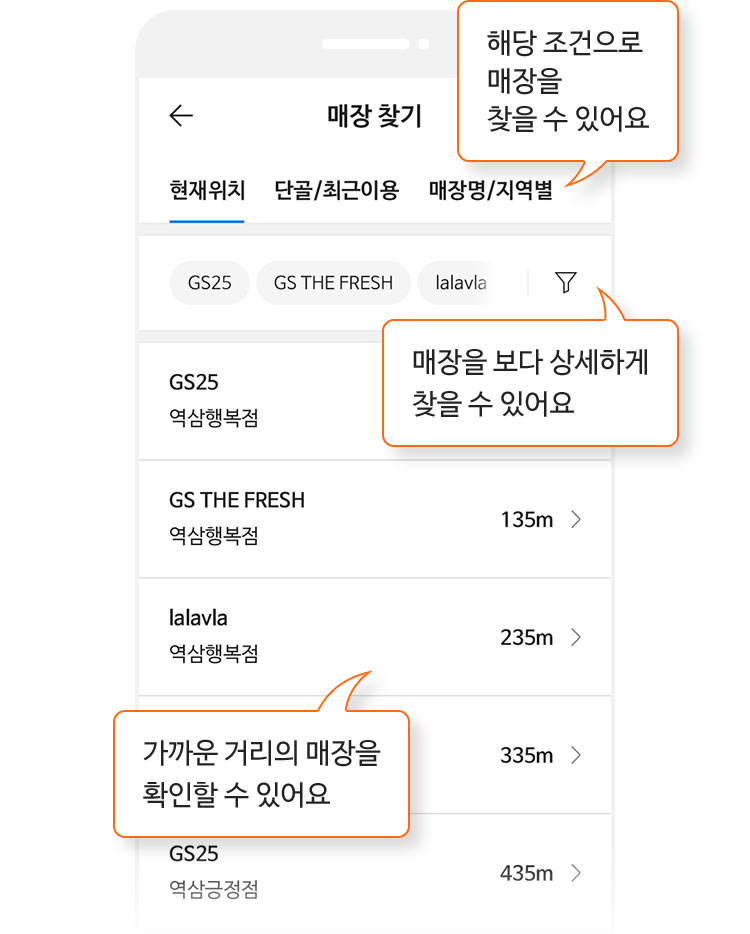 해당 조건으로
매장을
찾을 수 있어요
매장 찾기
현재위치 단골/최근이용 매장명/지역별
GS25 GS THE FRESH lalavla
매장을 보다 상세하게
찾을 수 있어요
GS25
역삼행복점
GS THE FRESH
역삼행복점
135m
lalavla
역삼행복점
235m
가까운 거리의 매장을
확인할 수 있어요
335m
GS25
역삼긍정점
435m